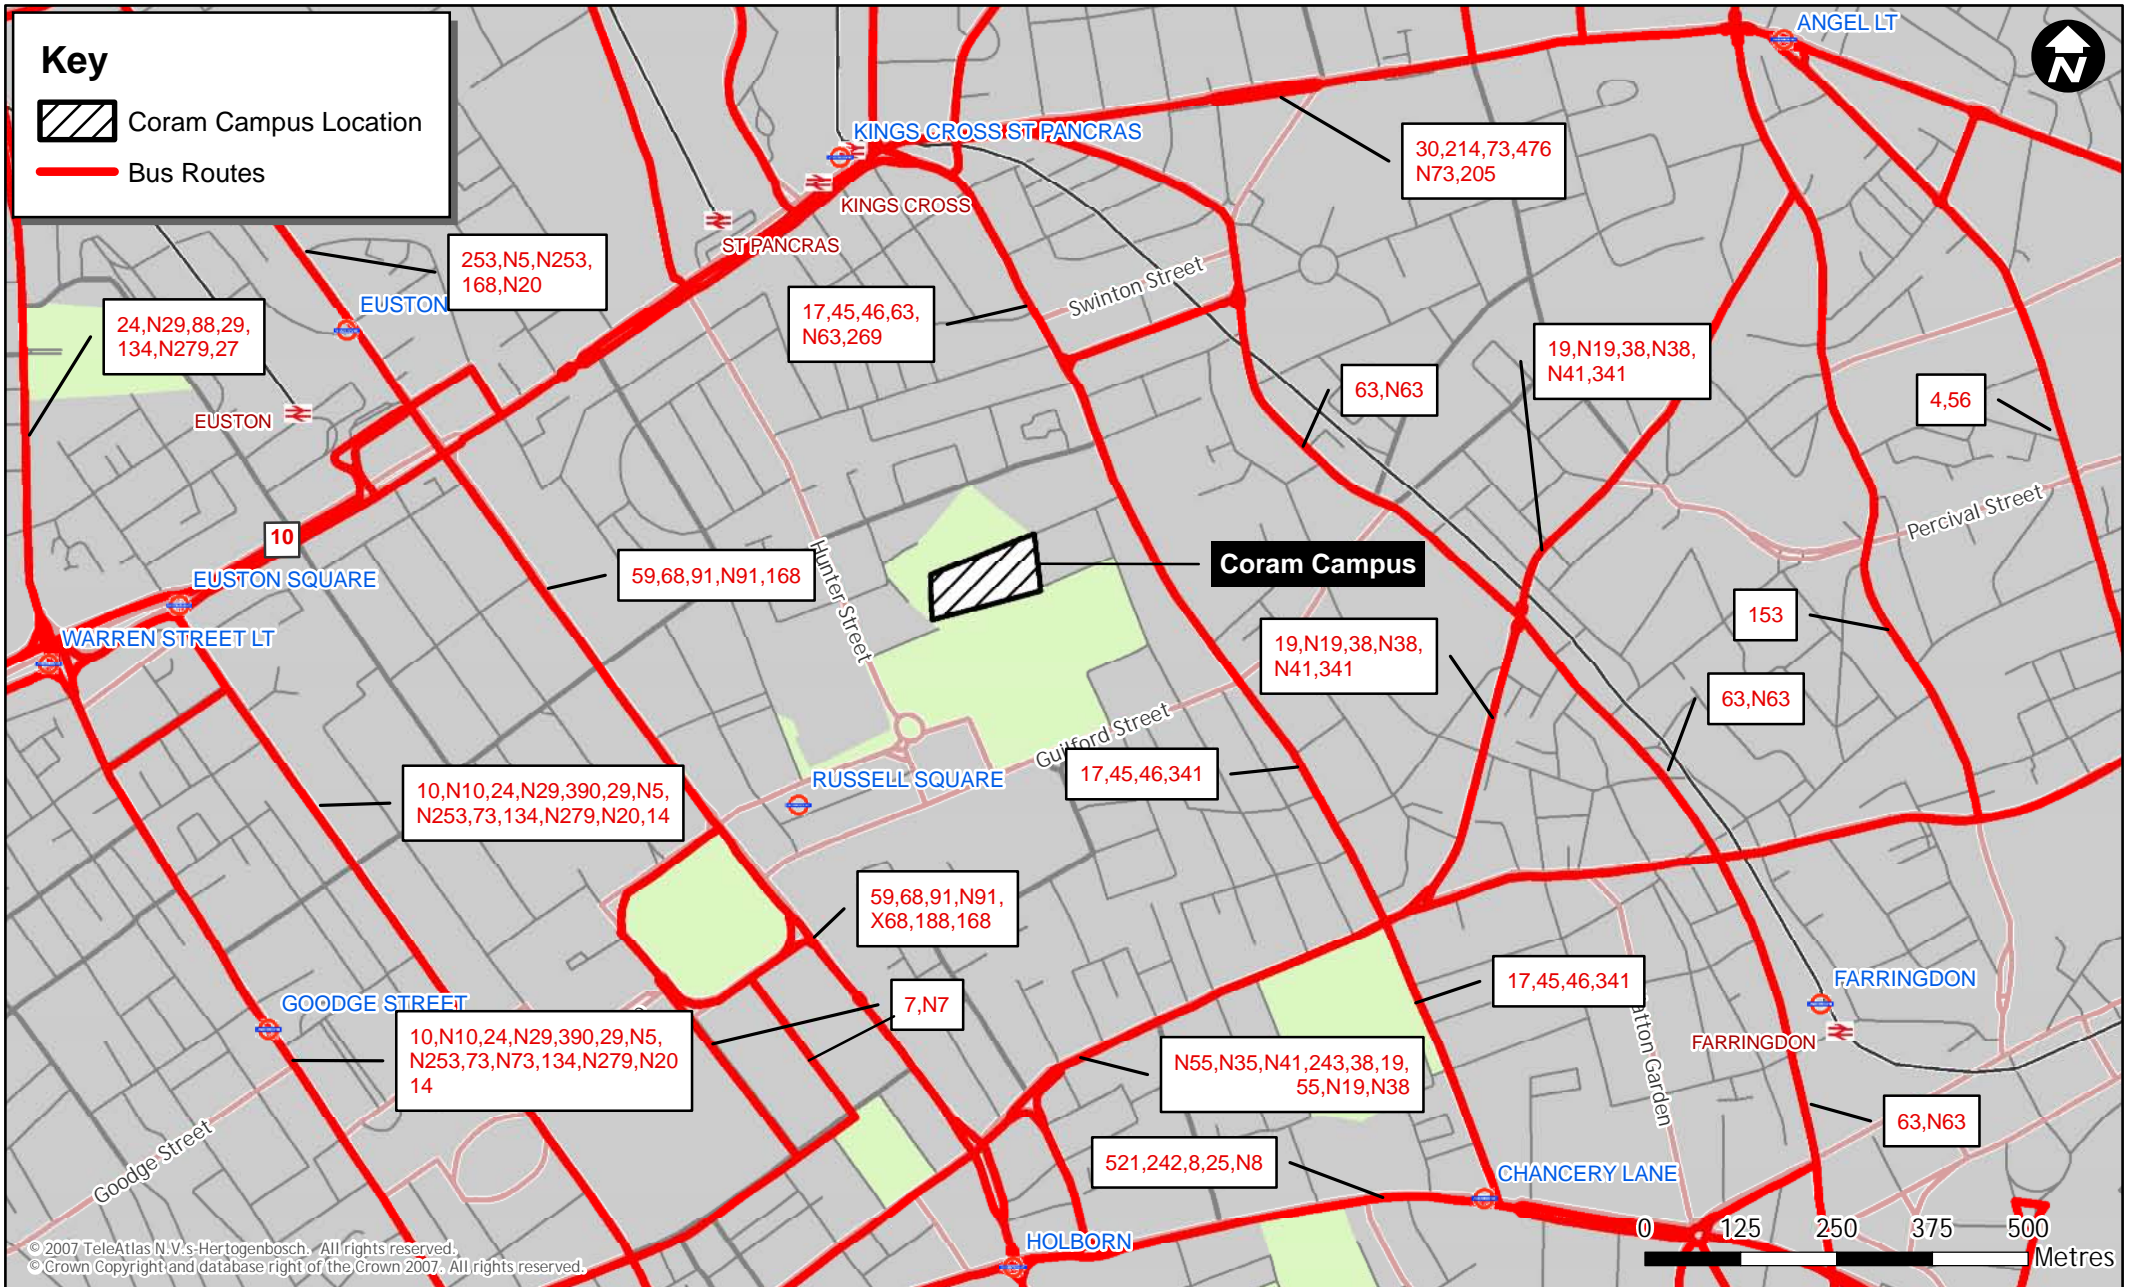 Key
Coram Campus Location
Bus Routes
ANGEL LT
N
KINGS CROSS ST PANCRAS
30,214,73,476
N73,205
KINGS CROSS
ST PANCRAS
253,N5,N253,
168,N20
EUSTON
24,N29,88,29,
134,N279,27
17,45,46,63,
N63,269
Swinton Street
19,N19,38,N38,
N41,341
63,N63
4,56
EUSTON
Percival Street
10
EUSTON SQUARE
59,68,91,N91,168
Hunter Street
Coram Campus
153
WARREN STREET LT
19,N19,38,N38,
N41,341
63,N63
Guilford Street
17,45,46,341
RUSSELL SQUARE
10,N10,24,N29,390,29,N5,
N253,73,134,N279,N20,14
59,68,91,N91,
X68,188,168
17,45,46,341
FARRINGDON
GOODGE STREET
7,N7
10,N10,24,N29,390,29,N5,
N253,73,N73,134,N279,N20
14
FARRINGDON
atton Garden
N55,N35,N41,243,38,19,
55,N19,N38
63,N63
Goodge Street
521,242,8,25,N8
CHANCERY LANE
HOLBORN
0 125 250 375 500
Metres
© 2007 TeleAtlas N.V.s-Hertogenbosch. All rights reserved.
© Crown Copyright and database right of the Crown 2007. All rights reserved.